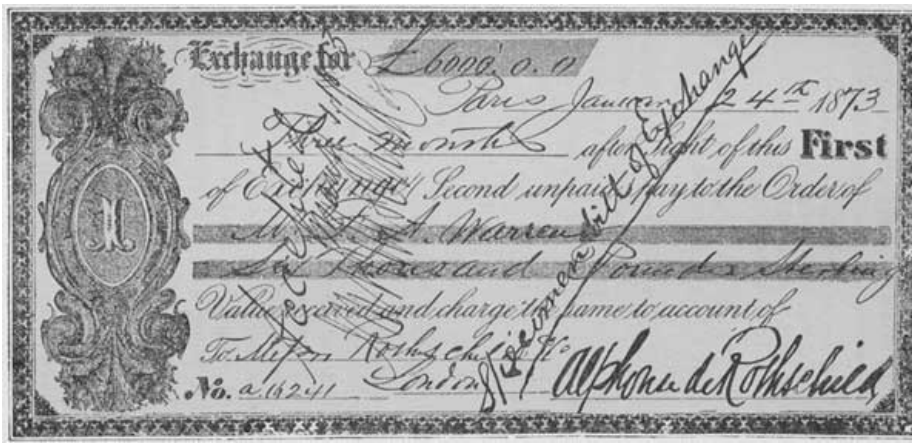 Exchange for £6000.0.0
Paris January 24th 1873
Three months after sight of this First
of Exchange (Second unpaid) pay to the Order of
Mr. F. A. Warren
Six Thousand Pounds Sterling
Value received and charge the same to account of
To Messrs Rothschild
London
No. a.16241
Alphonse de Rothschild
Specimen bill of Exchange
1